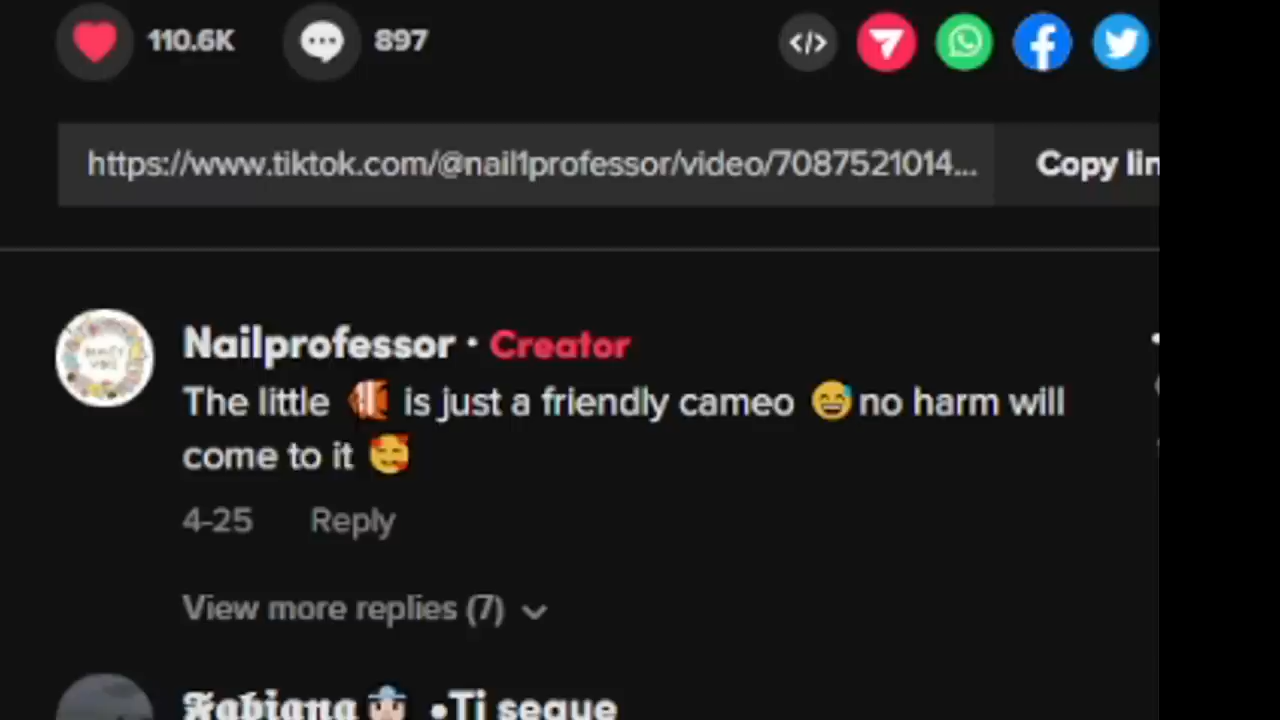 110.6K 897
https://www.tiktok.com/@nail1professor/video/7087521014...
Copy lin
Nailprofessor · Creator
The little 🐠 is just a friendly cameo 😅 no harm will
come to it 🥰
4-25 Reply
View more replies (7)
𝕱𝖆𝖇𝖎𝖆𝖓𝖆 •Ti segue